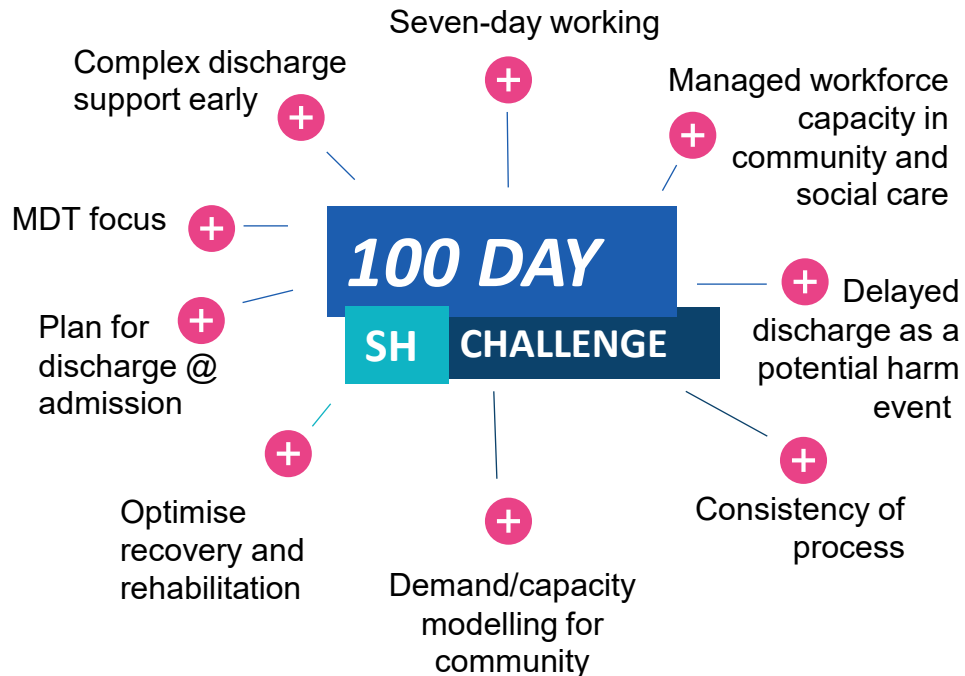 Seven-day working
Complex discharge
support early
Managed workforce
capacity in
community and
social care
MDT focus
100 DAY
SH CHALLENGE
Delayed
discharge as a
potential harm
event
Plan for
discharge @
admission
Optimise
recovery and
rehabilitation
Demand/capacity
modelling for
community
Consistency of
process